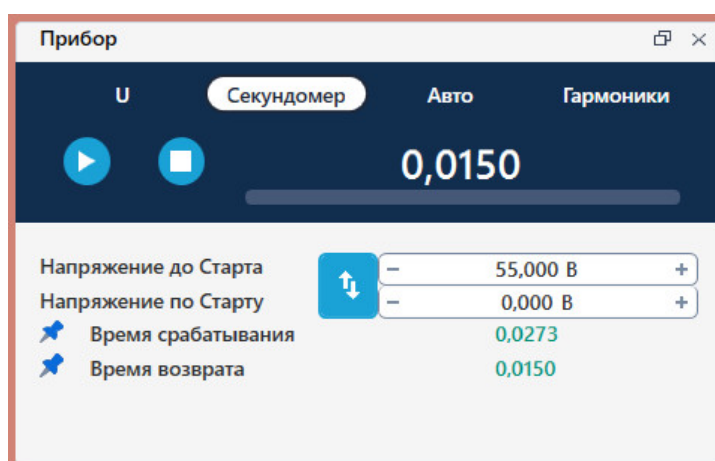 Прибор
U Секундомер Авто Гармоники
0,0150
Напряжение до Старта - 55,000 В +
Напряжение по Старту - 0,000 В +
Время срабатывания 0,0273
Время возврата 0,0150